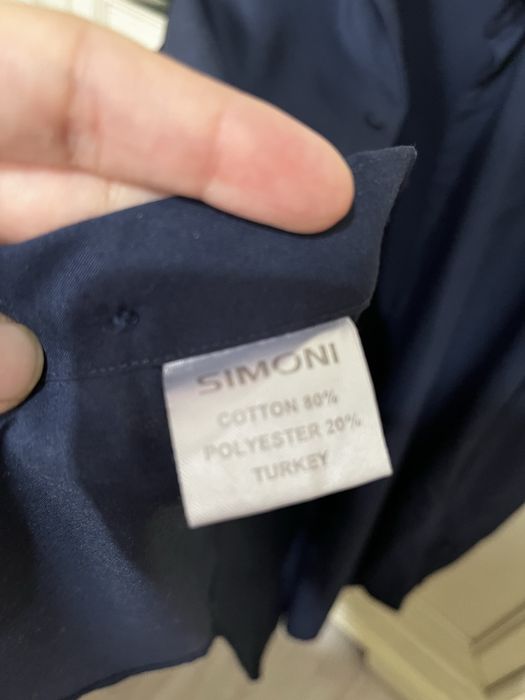 SIMONI
COTTON 80%
POLYESTER 20%
TURKEY